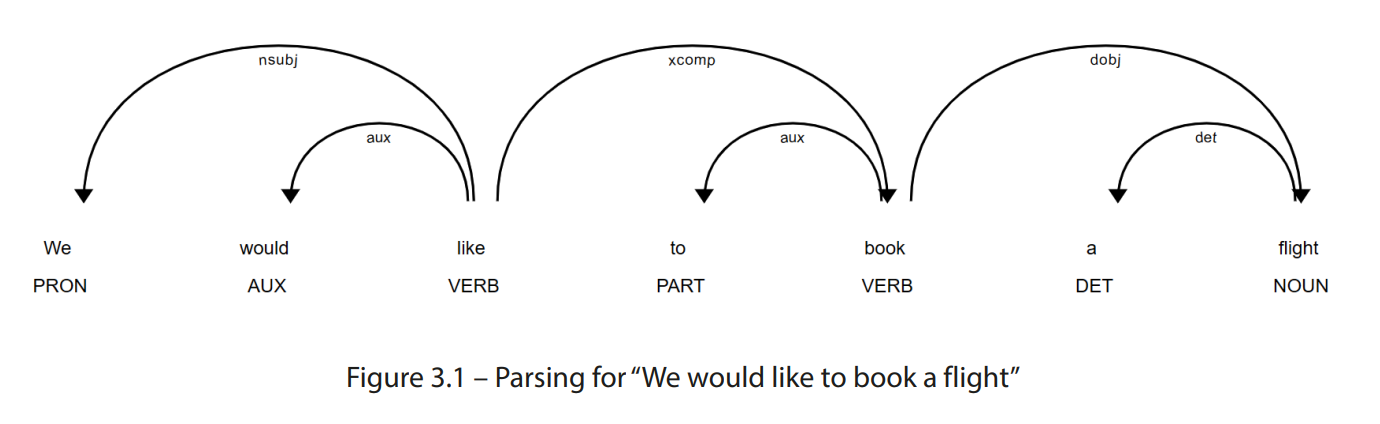 nsubj xcomp dobj
aux aux det
We would like to book a flight
PRON AUX VERB PART VERB DET NOUN
Figure 3.1 – Parsing for “We would like to book a flight”